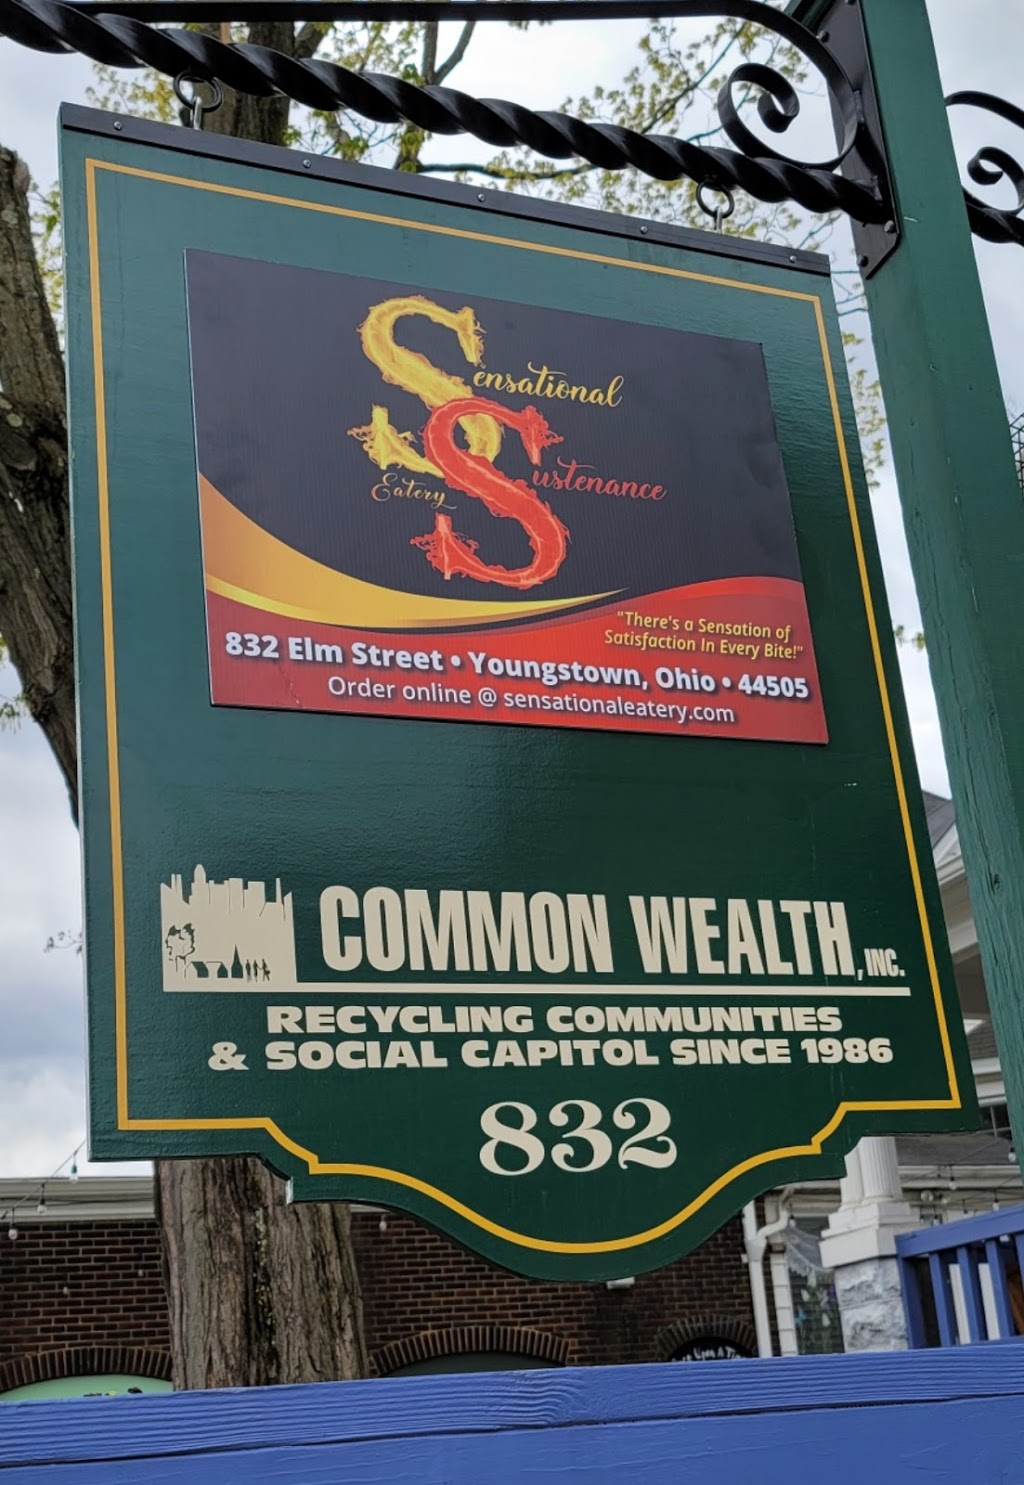 Sensational
Sustenance
Eatery
"There's a Sensation of
Satisfaction In Every Bite!"
832 Elm Street • Youngstown, Ohio • 44505
Order online @ sensationaleatery.com
COMMON WEALTH, INC.
RECYCLING COMMUNITIES
& SOCIAL CAPITOL SINCE 1986
832
Upon A